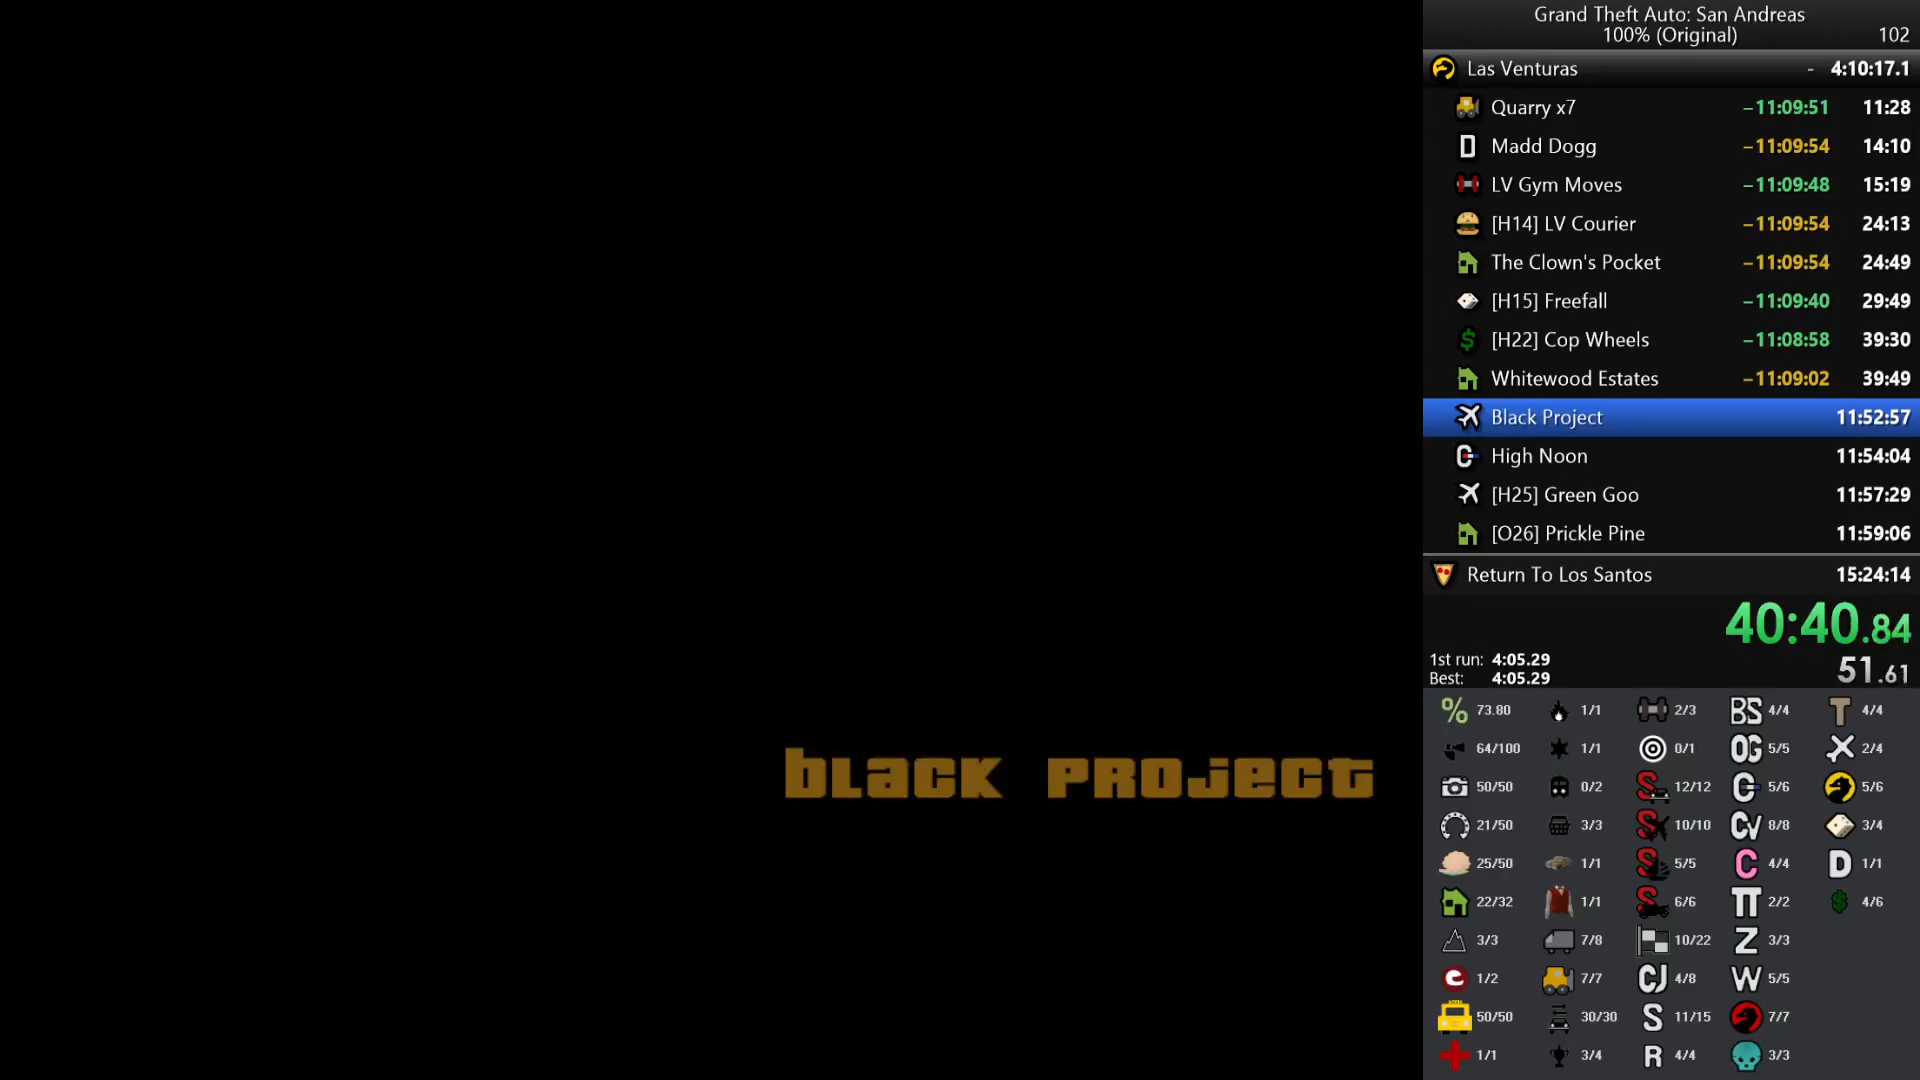 Grand Theft Auto: San Andreas
100% (Original) 102
Las Venturas - 4:10:17.1
Quarry x7 −11:09:51 11:28
Madd Dogg −11:09:54 14:10
LV Gym Moves −11:09:48 15:19
[H14] LV Courier −11:09:54 24:13
The Clown's Pocket −11:09:54 24:49
[H15] Freefall −11:09:40 29:49
[H22] Cop Wheels −11:08:58 39:30
Whitewood Estates −11:09:02 39:49
Black Project 11:52:57
High Noon 11:54:04
[H25] Green Goo 11:57:29
[O26] Prickle Pine 11:59:06
Return To Los Santos 15:24:14
40:40.84
1st run: 4:05.29
51.61
Best: 4:05.29
% 73.80 1/1 2/3 BS 4/4 T 4/4
64/100 1/1 0/1 OG 5/5 2/4
black project
50/50 0/2 S 12/12 C 5/6 5/6
21/50 3/3 S 10/10 CV 8/8 3/4
25/50 1/1 S 5/5 C 4/4 D 1/1
22/32 1/1 S 6/6 π 2/2 $ 4/6
3/3 7/8 10/22 Z 3/3
e 1/2 7/7 CJ 4/8 W 5/5
50/50 30/30 S 11/15 7/7
1/1 3/4 R 4/4 3/3